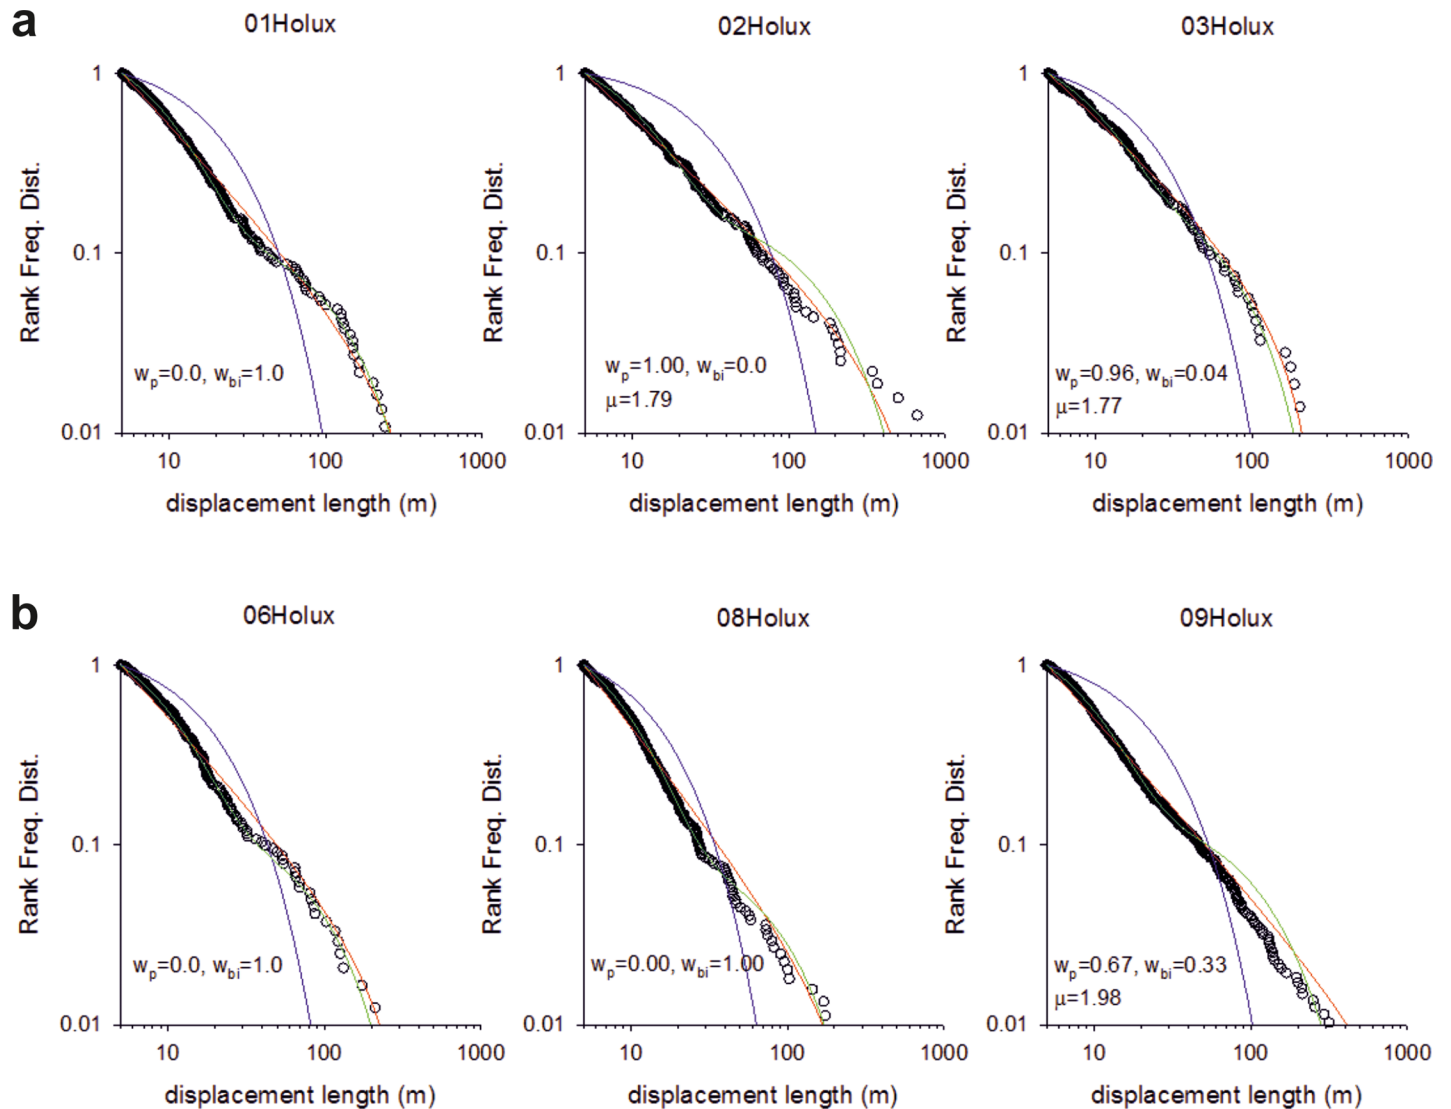 a
01Holux
02Holux
03Holux
1
0.1
0.01
Rank Freq. Dist.
wp=0.0, wbi=1.0
10
100
1000
displacement length (m)
1
0.1
0.01
Rank Freq. Dist.
wp=1.00, wbi=0.0
μ=1.79
10
100
1000
displacement length (m)
1
0.1
0.01
Rank Freq. Dist.
wp=0.96, wbi=0.04
μ=1.77
10
100
1000
displacement length (m)
b
06Holux
08Holux
09Holux
1
0.1
0.01
Rank Freq. Dist.
wp=0.0, wbi=1.0
10
100
1000
displacement length (m)
1
0.1
0.01
Rank Freq. Dist.
wp=0.00, wbi=1.00
10
100
1000
displacement length (m)
1
0.1
0.01
Rank Freq. Dist.
wp=0.67, wbi=0.33
μ=1.98
10
100
1000
displacement length (m)